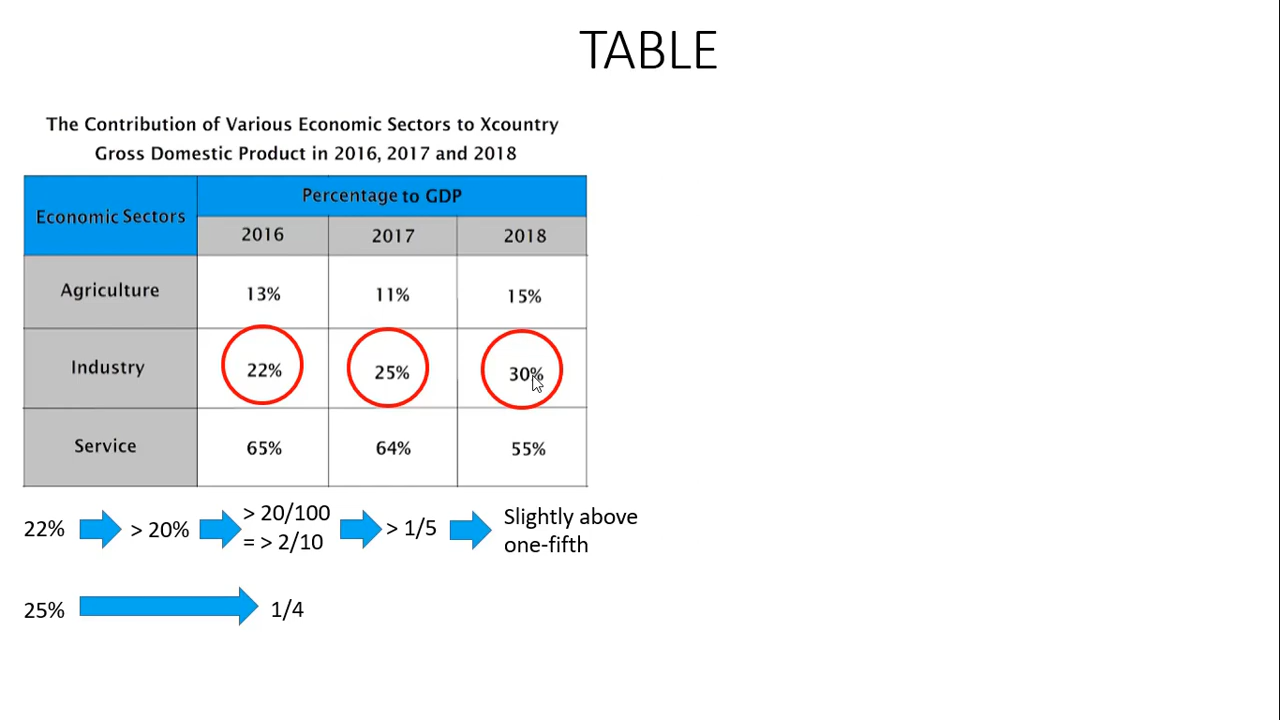 TABLE
The Contribution of Various Economic Sectors to Xcountry
Gross Domestic Product in 2016, 2017 and 2018
Economic Sectors
Percentage to GDP
2016 2017 2018
Agriculture 13% 11% 15%
Industry 22% 25% 30%
Service 65% 64% 55%
22% > 20% > 20/100 > 1/5 Slightly above
= > 2/10 one-fifth
25% 1/4